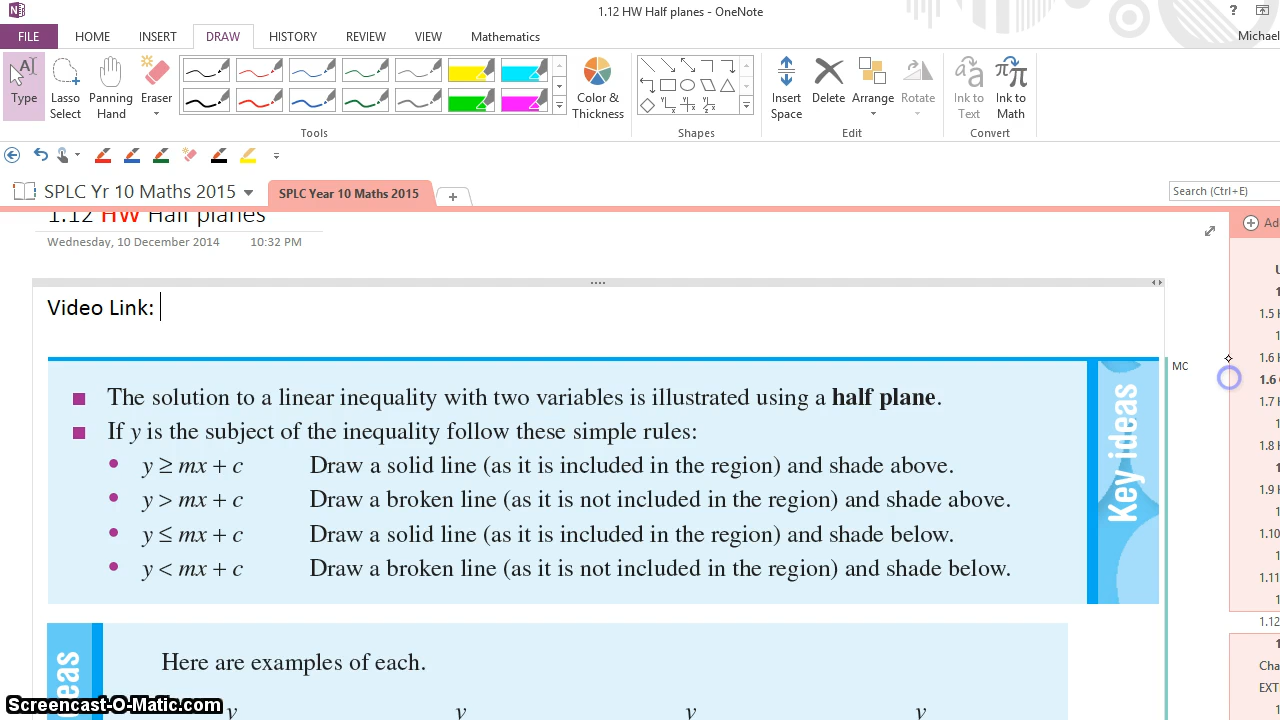 1.12 HW Half planes - OneNote
?
FILE HOME INSERT DRAW HISTORY REVIEW VIEW Mathematics
Michael
Type
Lasso Select
Panning Hand
Eraser
Color & Thickness
Insert Space
Delete
Arrange
Rotate
Ink to Text
Ink to Math
Tools
Shapes
Edit
Convert
SPLC Yr 10 Maths 2015
SPLC Year 10 Maths 2015
Search (Ctrl+E)
1.12 HW Half planes
Wednesday, 10 December 2014 10:32 PM
Video Link:
The solution to a linear inequality with two variables is illustrated using a half plane.
If y is the subject of the inequality follow these simple rules:
y ≥ mx + c Draw a solid line (as it is included in the region) and shade above.
y > mx + c Draw a broken line (as it is not included in the region) and shade above.
y ≤ mx + c Draw a solid line (as it is included in the region) and shade below.
y < mx + c Draw a broken line (as it is not included in the region) and shade below.
Key ideas
MC
Here are examples of each.
y y y y
Ad
1.5
1.6
1.6
1.7
1.8
1.9
1.10
1.11
1.12
Cha
EXT
Screencast-O-Matic.com